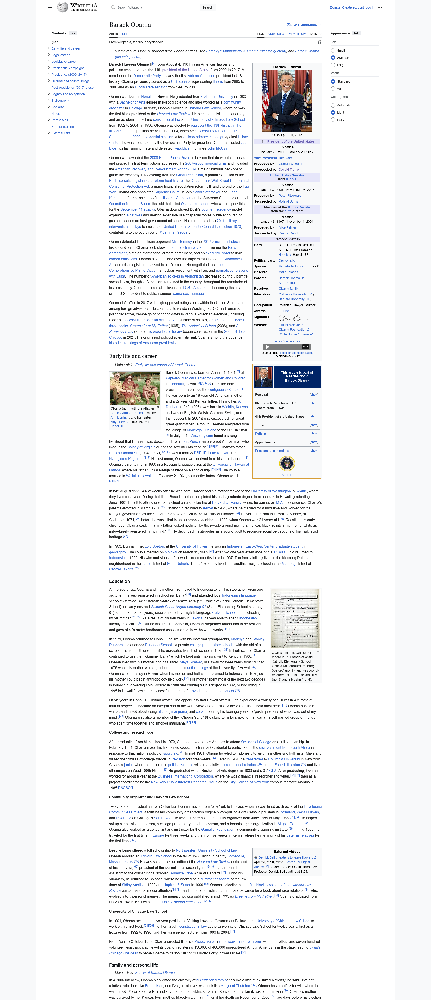 WIKIPEDIA
The Free Encyclopedia
Search Wikipedia
Search
Donate Create account Log in
Contents hide
(Top)
Early life and career
Legal career
Legislative career
Presidential campaigns
Presidency (2009–2017)
Cultural and political image
Post-presidency (2017–present)
Legacy and recognition
Bibliography
See also
Notes
References
Further reading
External links
Barack Obama
248 languages
Article Talk
Read View source View history Tools
From Wikipedia, the free encyclopedia
"Barack" and "Obama" redirect here. For other uses, see Barack (disambiguation), Obama (disambiguation), and Barack Obama
(disambiguation).
Barack Hussein Obama II[a] (born August 4, 1961) is an American lawyer and
politician who served as the 44th president of the United States from 2009 to 2017. A
member of the Democratic Party, he was the first African-American president in U.S.
history. Obama previously served as a U.S. senator representing Illinois from 2005 to
2008 and as an Illinois state senator from 1997 to 2004.
Obama was born in Honolulu, Hawaii. He graduated from Columbia University in 1983
with a Bachelor of Arts degree in political science and later worked as a community
organizer in Chicago. In 1988, Obama enrolled in Harvard Law School, where he was
the first black president of the Harvard Law Review. He became a civil rights attorney
and an academic, teaching constitutional law at the University of Chicago Law School
from 1992 to 2004. In 1996, Obama was elected to represent the 13th district in the
Illinois Senate, a position he held until 2004, when he successfully ran for the U.S.
Senate. In the 2008 presidential election, after a close primary campaign against Hillary
Clinton, he was nominated by the Democratic Party for president. Obama selected Joe
Biden as his running mate and defeated Republican nominee John McCain.
Obama was awarded the 2009 Nobel Peace Prize, a decision that drew both criticism
and praise. His first-term actions addressed the 2007–2008 financial crisis and included
the American Recovery and Reinvestment Act of 2009, a major stimulus package to
guide the economy in recovering from the Great Recession; a partial extension of the
Bush tax cuts; legislation to reform health care; the Dodd–Frank Wall Street Reform and
Consumer Protection Act, a major financial regulation reform bill; and the end of the Iraq
War. Obama also appointed Supreme Court justices Sonia Sotomayor and Elena
Kagan, the former being the first Hispanic American on the Supreme Court. He ordered
Operation Neptune Spear, the raid that killed Osama bin Laden, who was responsible
for the September 11 attacks. Obama downplayed Bush's counterinsurgency model,
expanding air strikes and making extensive use of special forces, while encouraging
greater reliance on host-government militaries. He also ordered the 2011 military
intervention in Libya to implement United Nations Security Council Resolution 1973,
contributing to the overthrow of Muammar Gaddafi.
Obama defeated Republican opponent Mitt Romney in the 2012 presidential election. In
his second term, Obama took steps to combat climate change, signing the Paris
Agreement, a major international climate agreement, and an executive order to limit
carbon emissions. Obama also presided over the implementation of the Affordable Care
Act and other legislation passed in his first term. He negotiated the Joint
Comprehensive Plan of Action, a nuclear agreement with Iran, and normalized relations
with Cuba. The number of American soldiers in Afghanistan decreased during Obama's
second term, though U.S. soldiers remained in the country throughout the remainder of
his presidency. Obama promoted inclusion for LGBT Americans, becoming the first
sitting U.S. president to publicly support same-sex marriage.
Obama left office in 2017 with high approval ratings both within the United States and
among foreign advisories. He continues to reside in Washington D.C. and remains
politically active, campaigning for candidates in various American elections, including
Biden's successful presidential bid in 2020. Outside of politics, Obama has published
three books: Dreams from My Father (1995), The Audacity of Hope (2006), and A
Promised Land (2020). His presidential library began construction in the South Side of
Chicago in 2021. Historians and political scientists rank Obama among the upper tier in
historical rankings of American presidents.
Barack Obama
Official portrait, 2012
44th President of the United States
In office
January 20, 2009 – January 20, 2017
Vice President Joe Biden
Preceded by George W. Bush
Succeeded by Donald Trump
United States Senator
from Illinois
In office
January 3, 2005 – November 16, 2008
Preceded by Peter Fitzgerald
Succeeded by Roland Burris
Member of the Illinois Senate
from the 13th district
In office
January 8, 1997 – November 4, 2004
Preceded by Alice Palmer
Succeeded by Kwame Raoul
Personal details
Born Barack Hussein Obama II
August 4, 1961 (age 63)
Honolulu, Hawaii, U.S.
Political party Democratic
Spouse Michelle Robinson (m. 1992)
Children Malia · Sasha
Parents Barack Obama Sr.
Ann Dunham
Relatives Obama family
Education Columbia University (BA)
Harvard University (JD)
Occupation Politician · lawyer · author
Awards Full list
Signature
Website Official website
Obama Foundation
White House Archives
Barack Obama's voice
9:28
Obama on the death of Osama bin Laden
Recorded May 2, 2011
This article is part of
a series about
Barack Obama
Personal [show]
Illinois State Senator and U.S. [show]
Senator from Illinois
44th President of the United States [show]
Tenure [show]
Policies [show]
Appointments [show]
Presidential campaigns [show]
V · T · E
Appearance hide
Text
Small
Standard
Large
Width
Standard
Wide
Color (beta)
Automatic
Light
Dark
Early life and career
Main article: Early life and career of Barack Obama
Obama (right) with grandfather
Stanley Armour Dunham, mother
Ann Dunham, and half-sister
Maya Soetoro, mid-1970s in
Honolulu
Barack Obama was born on August 4, 1961,[2] at
Kapiolani Medical Center for Women and Children
in Honolulu, Hawaii.[3][4][5][6] He is the only
president born outside the contiguous 48 states.[7]
He was born to an 18-year-old American mother
and a 27-year-old Kenyan father. His mother, Ann
Dunham (1942–1995), was born in Wichita, Kansas,
and was of English, Welsh, German, Swiss, and
Irish descent. In 2007 it was discovered her great-
great-grandfather Falmouth Kearney emigrated from
the village of Moneygall, Ireland to the U.S. in 1850.
[8] In July 2012, Ancestry.com found a strong
likelihood that Dunham was descended from John Punch, an enslaved African man who
lived in the Colony of Virginia during the seventeenth century.[9][10][11] Obama's father,
Barack Obama Sr. (1934–1982),[12][13] was a married[14][15][16] Luo Kenyan from
Nyang'oma Kogelo.[14][17] His last name, Obama, was derived from his Luo descent.[18]
Obama's parents met in 1960 in a Russian language class at the University of Hawaiʻi at
Mānoa, where his father was a foreign student on a scholarship.[19][20] The couple
married in Wailuku, Hawaii, on February 2, 1961, six months before Obama was born.
[21][22]
In late August 1961, a few weeks after he was born, Barack and his mother moved to the University of Washington in Seattle, where
they lived for a year. During that time, Barack's father completed his undergraduate degree in economics in Hawaii, graduating in
June 1962. He left to attend graduate school on a scholarship at Harvard University, where he earned an M.A. in economics. Obama's
parents divorced in March 1964.[23] Obama Sr. returned to Kenya in 1964, where he married for a third time and worked for the
Kenyan government as the Senior Economic Analyst in the Ministry of Finance.[24] He visited his son in Hawaii only once, at
Christmas 1971,[25] before he was killed in an automobile accident in 1982, when Obama was 21 years old.[26] Recalling his early
childhood, Obama said: "That my father looked nothing like the people around me—that he was black as pitch, my mother white as
milk—barely registered in my mind."[20] He described his struggles as a young adult to reconcile social perceptions of his multiracial
heritage.[27]
In 1963, Dunham met Lolo Soetoro at the University of Hawaii; he was an Indonesian East–West Center graduate student in
geography. The couple married on Molokai on March 15, 1965.[28] After two one-year extensions of his J-1 visa, Lolo returned to
Indonesia in 1966. His wife and stepson followed sixteen months later in 1967. The family initially lived in the Menteng Dalam
neighborhood in the Tebet district of South Jakarta. From 1970, they lived in a wealthier neighborhood in the Menteng district of
Central Jakarta.[29]
Education
At the age of six, Obama and his mother had moved to Indonesia to join his stepfather. From age
six to ten, he was registered in school as "Barry"[30] and attended local Indonesian-language
schools: Sekolah Dasar Katolik Santo Fransiskus Asisi (St. Francis of Assisi Catholic Elementary
School) for two years and Sekolah Dasar Negeri Menteng 01 (State Elementary School Menteng
01) for one and a half years, supplemented by English-language Calvert School homeschooling
by his mother.[31][32] As a result of his four years in Jakarta, he was able to speak Indonesian
fluently as a child.[33] During his time in Indonesia, Obama's stepfather taught him to be resilient
and gave him "a pretty hardheaded assessment of how the world works".[34]
Obama's Indonesian school
record in St. Francis of Assisi
Catholic Elementary School.
Obama was enrolled as "Barry
Soetoro" (no. 1), and was wrongly
recorded as an Indonesian citizen
(no. 3) and a Muslim (no. 4).[30]
In 1971, Obama returned to Honolulu to live with his maternal grandparents, Madelyn and Stanley
Dunham. He attended Punahou School—a private college preparatory school—with the aid of a
scholarship from fifth grade until he graduated from high school in 1979.[35] In high school, Obama
continued to use the nickname "Barry" which he kept until making a visit to Kenya in 1980.[36]
Obama lived with his mother and half-sister, Maya Soetoro, in Hawaii for three years from 1972 to
1975 while his mother was a graduate student in anthropology at the University of Hawaii.[37]
Obama chose to stay in Hawaii when his mother and half-sister returned to Indonesia in 1975, so
his mother could begin anthropology field work.[38] His mother spent most of the next two decades
in Indonesia, divorcing Lolo Soetoro in 1980 and earning a PhD degree in 1992, before dying in
1995 in Hawaii following unsuccessful treatment for ovarian and uterine cancer.[39]
Of his years in Honolulu, Obama wrote: "The opportunity that Hawaii offered — to experience a variety of cultures in a climate of
mutual respect — became an integral part of my world view, and a basis for the values that I hold most dear."[40] Obama has also
written and talked about using alcohol, marijuana, and cocaine during his teenage years to "push questions of who I was out of my
mind".[41] Obama was also a member of the "Choom Gang" (the slang term for smoking marijuana), a self-named group of friends
who spent time together and smoked marijuana.[42][43]
College and research jobs
After graduating from high school in 1979, Obama moved to Los Angeles to attend Occidental College on a full scholarship. In
February 1981, Obama made his first public speech, calling for Occidental to participate in the disinvestment from South Africa in
response to that nation's policy of apartheid.[44] In mid-1981, Obama traveled to Indonesia to visit his mother and half-sister Maya and
visited the families of college friends in Pakistan for three weeks.[44] Later in 1981, he transferred to Columbia University in New York
City as a junior, where he majored in political science with a specialty in international relations[45] and in English literature[46] and lived
off-campus on West 109th Street.[47] He graduated with a Bachelor of Arts degree in 1983 and a 3.7 GPA. After graduating, Obama
worked for about a year at the Business International Corporation, where he was a financial researcher and writer,[48][49] then as a
project coordinator for the New York Public Interest Research Group on the City College of New York campus for three months in
1985.[50][51][52]
Community organizer and Harvard Law School
Two years after graduating from Columbia, Obama moved from New York to Chicago when he was hired as director of the Developing
Communities Project, a faith-based community organization originally comprising eight Catholic parishes in Roseland, West Pullman,
and Riverdale on Chicago's South Side. He worked there as a community organizer from June 1985 to May 1988.[51][53] He helped
set up a job training program, a college preparatory tutoring program, and a tenants' rights organization in Altgeld Gardens.[54]
Obama also worked as a consultant and instructor for the Gamaliel Foundation, a community organizing institute.[55] In mid-1988, he
traveled for the first time in Europe for three weeks and then for five weeks in Kenya, where he met many of his paternal relatives for
the first time.[56][57]
Despite being offered a full scholarship to Northwestern University School of Law,
Obama enrolled at Harvard Law School in the fall of 1988, living in nearby Somerville,
Massachusetts.[59] He was selected as an editor of the Harvard Law Review at the end
of his first year,[60] president of the journal in his second year,[54][61] and research
assistant to the constitutional scholar Laurence Tribe while at Harvard.[62] During his
summers, he returned to Chicago, where he worked as a summer associate at the law
firms of Sidley Austin in 1989 and Hopkins & Sutter in 1990.[63] Obama's election as the first black president of the Harvard Law
Review gained national media attention[54][61] and led to a publishing contract and advance for a book about race relations,[64] which
evolved into a personal memoir. The manuscript was published in mid-1995 as Dreams from My Father.[64] Obama graduated from
Harvard Law in 1991 with a Juris Doctor magna cum laude.[65][60]
External videos
Derrick Bell threatens to leave Harvard,
April 24, 1990, 11:34, Boston TV Digital
Archive[58] Student Barack Obama introduces
Professor Derrick Bell starting at 6:25.
University of Chicago Law School
In 1991, Obama accepted a two-year position as Visiting Law and Government Fellow at the University of Chicago Law School to
work on his first book.[64][66] He then taught constitutional law at the University of Chicago Law School for twelve years, first as a
lecturer from 1992 to 1996, and then as a senior lecturer from 1996 to 2004.[67]
From April to October 1992, Obama directed Illinois's Project Vote, a voter registration campaign with ten staffers and seven hundred
volunteer registrars; it achieved its goal of registering 150,000 of 400,000 unregistered African Americans in the state, leading Crain's
Chicago Business to name Obama to its 1993 list of "40 under Forty" powers to be.[68]
Family and personal life
Main article: Family of Barack Obama
In a 2006 interview, Obama highlighted the diversity of his extended family: "It's like a little mini-United Nations," he said. "I've got
relatives who look like Bernie Mac, and I've got relatives who look like Margaret Thatcher."[69] Obama has a half-sister with whom he
was raised (Maya Soetoro-Ng) and seven other half-siblings from his Kenyan father's family, six of them living.[70] Obama's mother
was survived by her Kansas-born mother, Madelyn Dunham,[71] until her death on November 2, 2008,[72] two days before his election